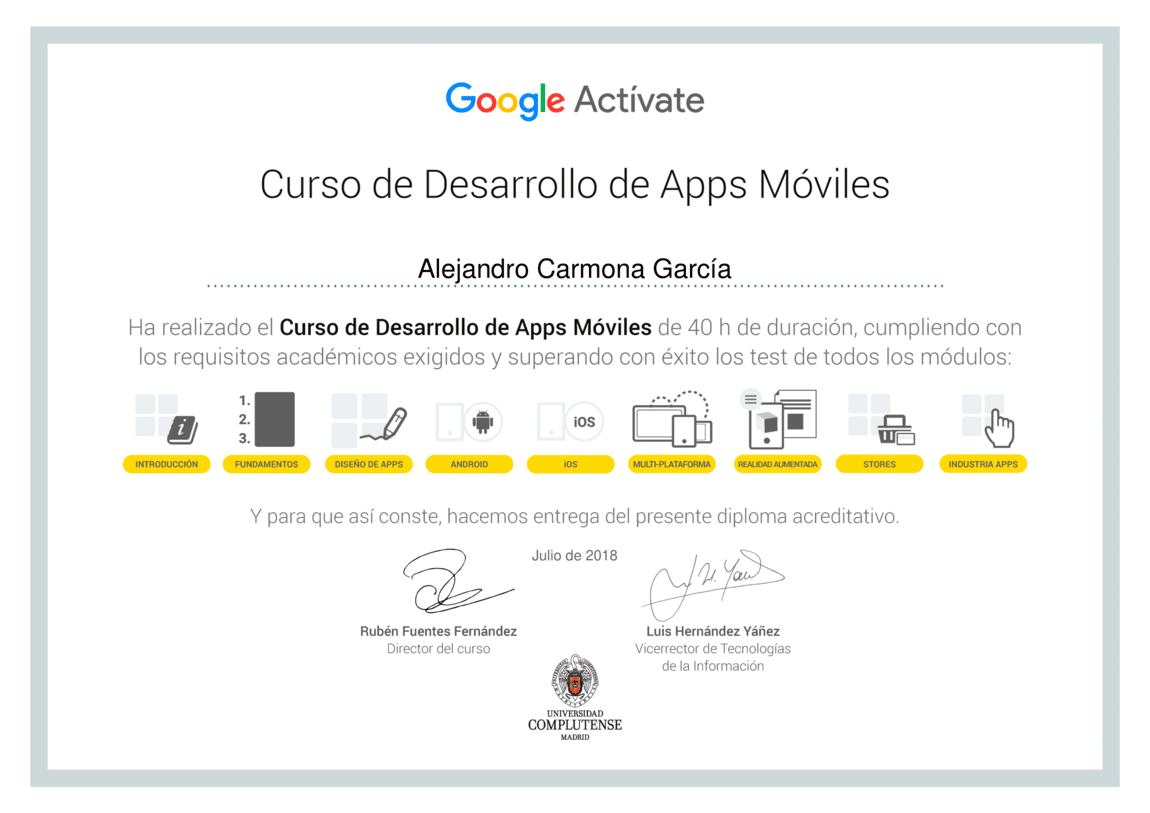 Google Actívate
Curso de Desarrollo de Apps Móviles
Alejandro Carmona García
Ha realizado el Curso de Desarrollo de Apps Móviles de 40 h de duración, cumpliendo con
los requisitos académicos exigidos y superando con éxito los test de todos los módulos:
i
1.
2.
3.
iOS
INTRODUCCIÓN
FUNDAMENTOS
DISEÑO DE APPS
ANDROID
iOS
MULTI-PLATAFORMA
REALIDAD AUMENTADA
STORES
INDUSTRIA APPS
Y para que así conste, hacemos entrega del presente diploma acreditativo.
Julio de 2018
Rubén Fuentes Fernández
Director del curso
Luis Hernández Yáñez
Vicerrector de Tecnologías
de la Información
UNIVERSIDAD
COMPLUTENSE
MADRID